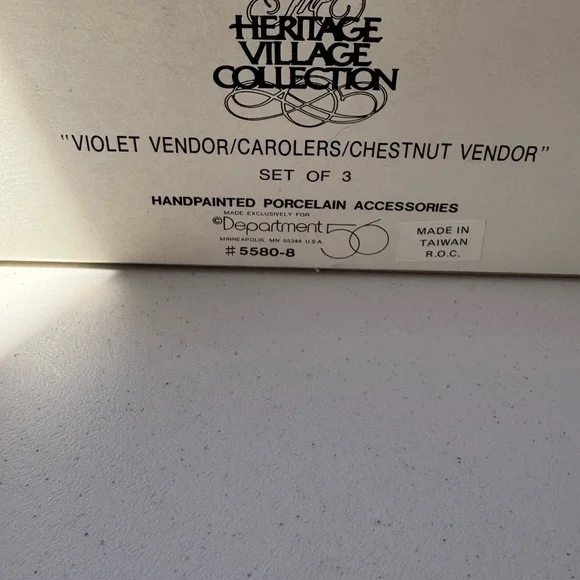 The
HERITAGE
VILLAGE
COLLECTION
"VIOLET VENDOR/CAROLERS/CHESTNUT VENDOR"
SET OF 3
HANDPAINTED PORCELAIN ACCESSORIES
MADE EXCLUSIVELY FOR
©Department 56
MINNEAPOLIS, MN 55344 U.S.A.
#5580-8
MADE IN
TAIWAN
R.O.C.